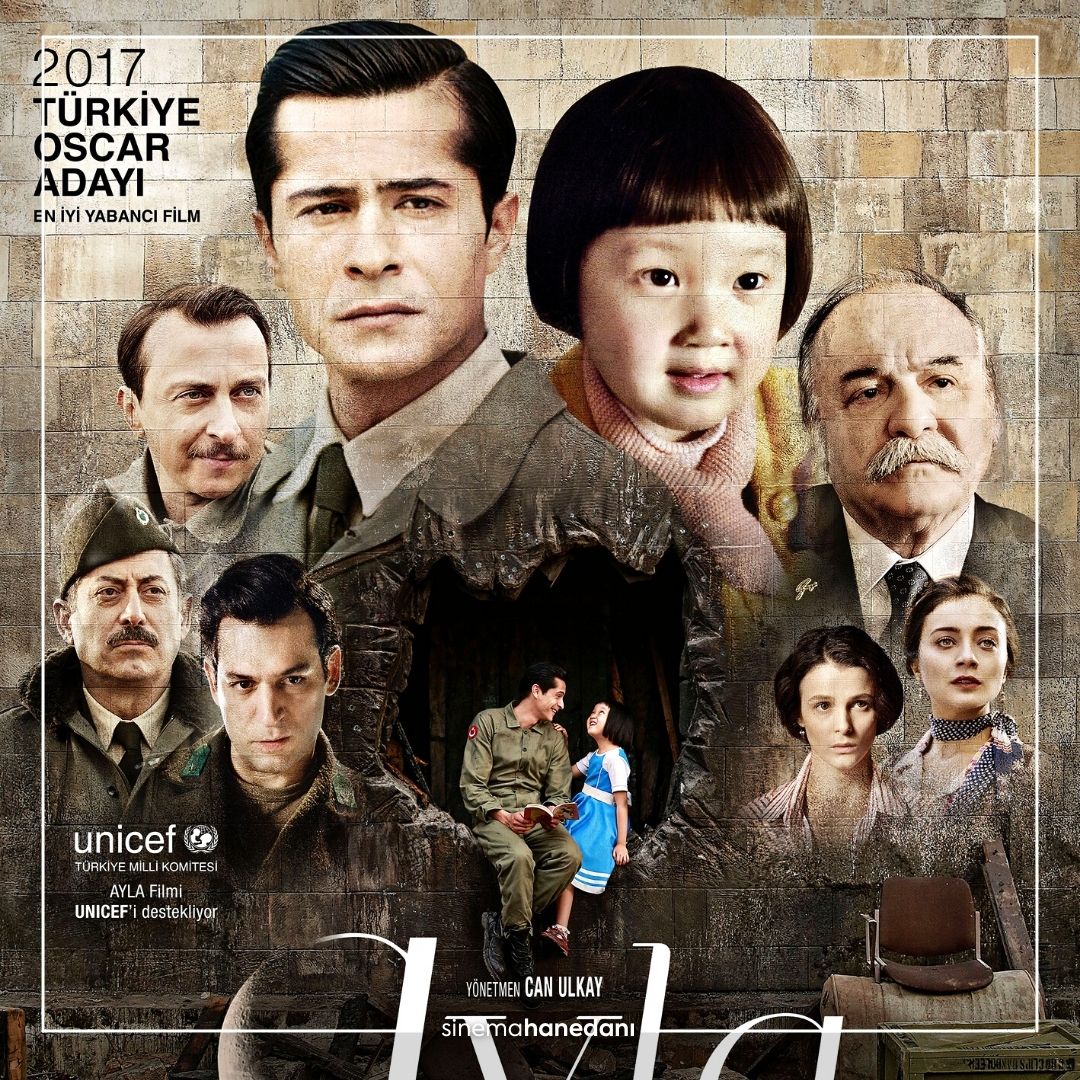 2017
TÜRKİYE
OSCAR
ADAYI
EN İYİ YABANCI FİLM
unicef
TÜRKİYE MİLLİ KOMİTESİ
AYLA Filmi
UNICEF'i destekliyor
YÖNETMEN CAN ULKAY
sinemahanedanı
Ayla